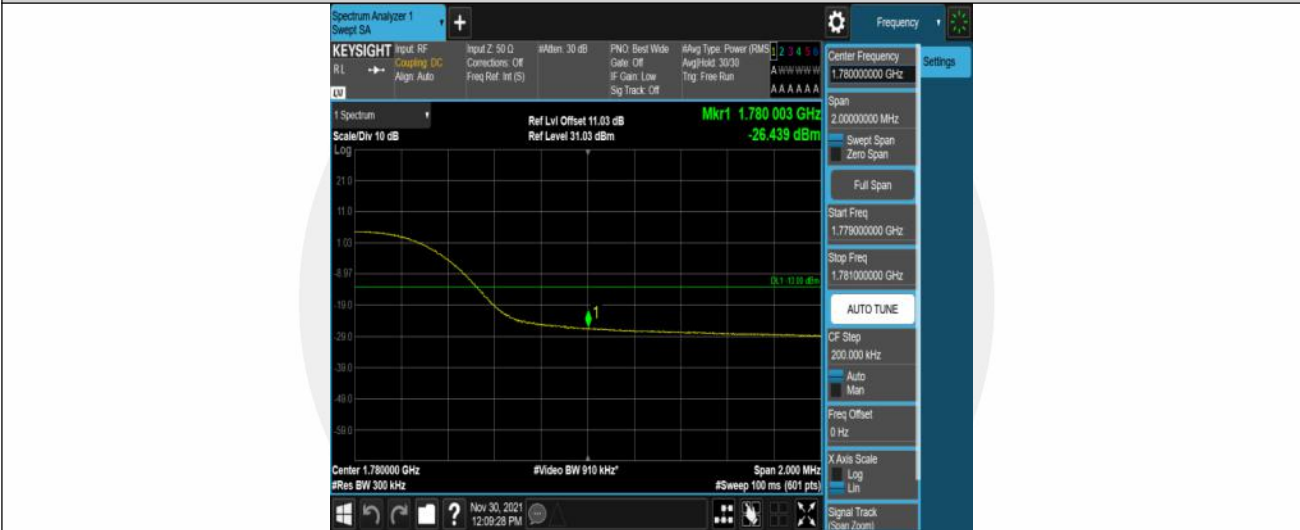 Spectrum Analyzer 1
Swept SA
+
Frequency
KEYSIGHT
RL
Input: RF
Coupling: DC
Align: Auto
Input Z: 50 Ω
Corrections: Off
Freq Ref: Int (S)
#Atten: 30 dB
PNO: Best Wide
Gate: Off
IF Gain: Low
Sig Track: Off
#Avg Type: Power (RMS
Avg|Hold: 30/30
Trig: Free Run
1 2 3 4 5 6
A W W W W W
A A A A A A
1 Spectrum
Scale/Div 10 dB
Ref Lvl Offset 11.03 dB
Ref Level 31.03 dBm
Mkr1 1.780 003 GHz
-26.439 dBm
Log
21.0
11.0
1.03
-8.97
-19.0
-29.0
-39.0
-49.0
-59.0
DL1 -13.00 dBm
1
Center 1.780000 GHz
#Res BW 300 kHz
#Video BW 910 kHz*
Span 2.000 MHz
#Sweep 100 ms (601 pts)
Nov 30, 2021
12:09:28 PM
Center Frequency
1.780000000 GHz
Settings
Span
2.00000000 MHz
Swept Span
Zero Span
Full Span
Start Freq
1.779000000 GHz
Stop Freq
1.781000000 GHz
AUTO TUNE
CF Step
200.000 kHz
Auto
Man
Freq Offset
0 Hz
X Axis Scale
Log
Lin
Signal Track
(Span Zoom)